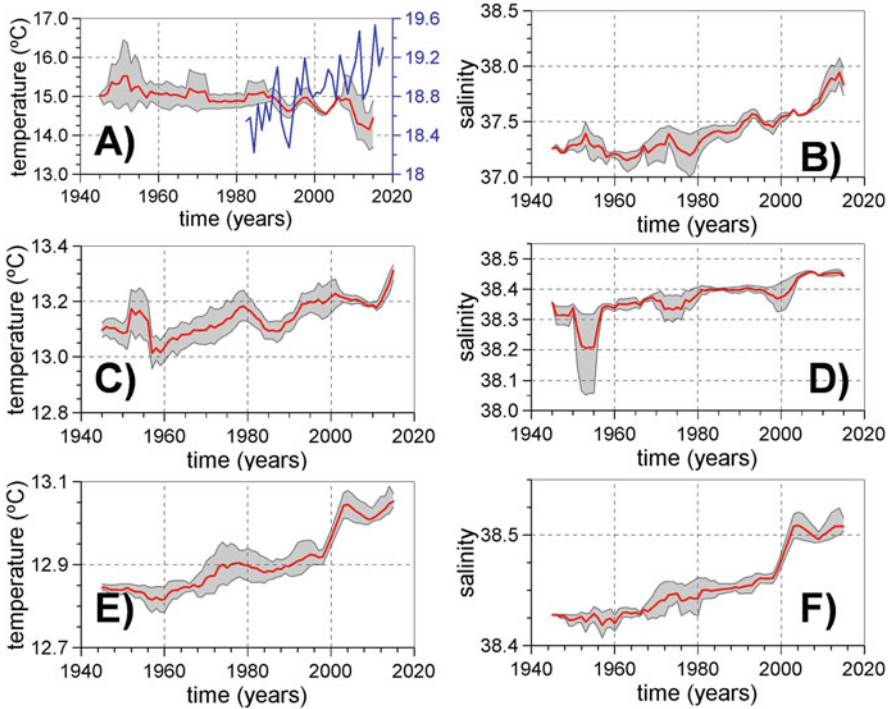 17.0 19.6 38.5
temperature (ºC) 16.0 19.2 salinity 38.0
15.0 18.8
14.0 18.4 37.5
A) B)
13.0 18 37.0
1940 1960 1980 2000 2020 1940 1960 1980 2000 2020
time (years) time (years)
13.4 38.5
temperature (ºC) 13.2 salinity 38.4
38.3
13.0 38.2
C) 38.1 D)
12.8 38.0
1940 1960 1980 2000 2020 1940 1960 1980 2000 2020
time (years) time (years)
13.1
temperature (ºC) salinity 38.5
12.9
E) F)
12.7 38.4
1940 1960 1980 2000 2020 1940 1960 1980 2000 2020
time (years) time (years)